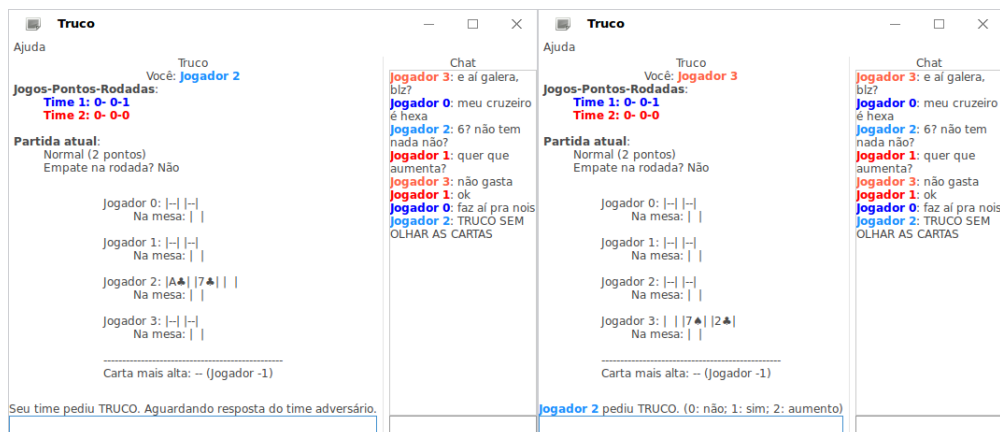 Truco
Ajuda
Truco
Você: Jogador 2
Jogos-Pontos-Rodadas:
Time 1: 0- 0-1
Time 2: 0- 0-0
Partida atual:
Normal (2 pontos)
Empate na rodada? Não
Jogador 0: |--| |--|
Na mesa: |  |
Jogador 1: |--| |--|
Na mesa: |  |
Jogador 2: |A♣| |7♣| |  |
Na mesa: |  |
Jogador 3: |--| |--|
Na mesa: |  |
------------------------------------------------
Carta mais alta: -- (Jogador -1)
Seu time pediu TRUCO. Aguardando resposta do time adversário.
Chat
Jogador 3: e aí galera,
blz?
Jogador 0: meu cruzeiro
é hexa
Jogador 2: 6? não tem
nada não?
Jogador 1: quer que
aumenta?
Jogador 3: não gasta
Jogador 1: ok
Jogador 0: faz aí pra nois
Jogador 2: TRUCO SEM
OLHAR AS CARTAS
Truco
Ajuda
Truco
Você: Jogador 3
Jogos-Pontos-Rodadas:
Time 1: 0- 0-1
Time 2: 0- 0-0
Partida atual:
Normal (2 pontos)
Empate na rodada? Não
Jogador 0: |--| |--|
Na mesa: |  |
Jogador 1: |--| |--|
Na mesa: |  |
Jogador 2: |--| |--|
Na mesa: |  |
Jogador 3: |  | |7♠| |2♣|
Na mesa: |  |
------------------------------------------------
Carta mais alta: -- (Jogador -1)
Jogador 2 pediu TRUCO. (0: não; 1: sim; 2: aumento)
Chat
Jogador 3: e aí galera,
blz?
Jogador 0: meu cruzeiro
é hexa
Jogador 2: 6? não tem
nada não?
Jogador 1: quer que
aumenta?
Jogador 3: não gasta
Jogador 1: ok
Jogador 0: faz aí pra nois
Jogador 2: TRUCO SEM
OLHAR AS CARTAS